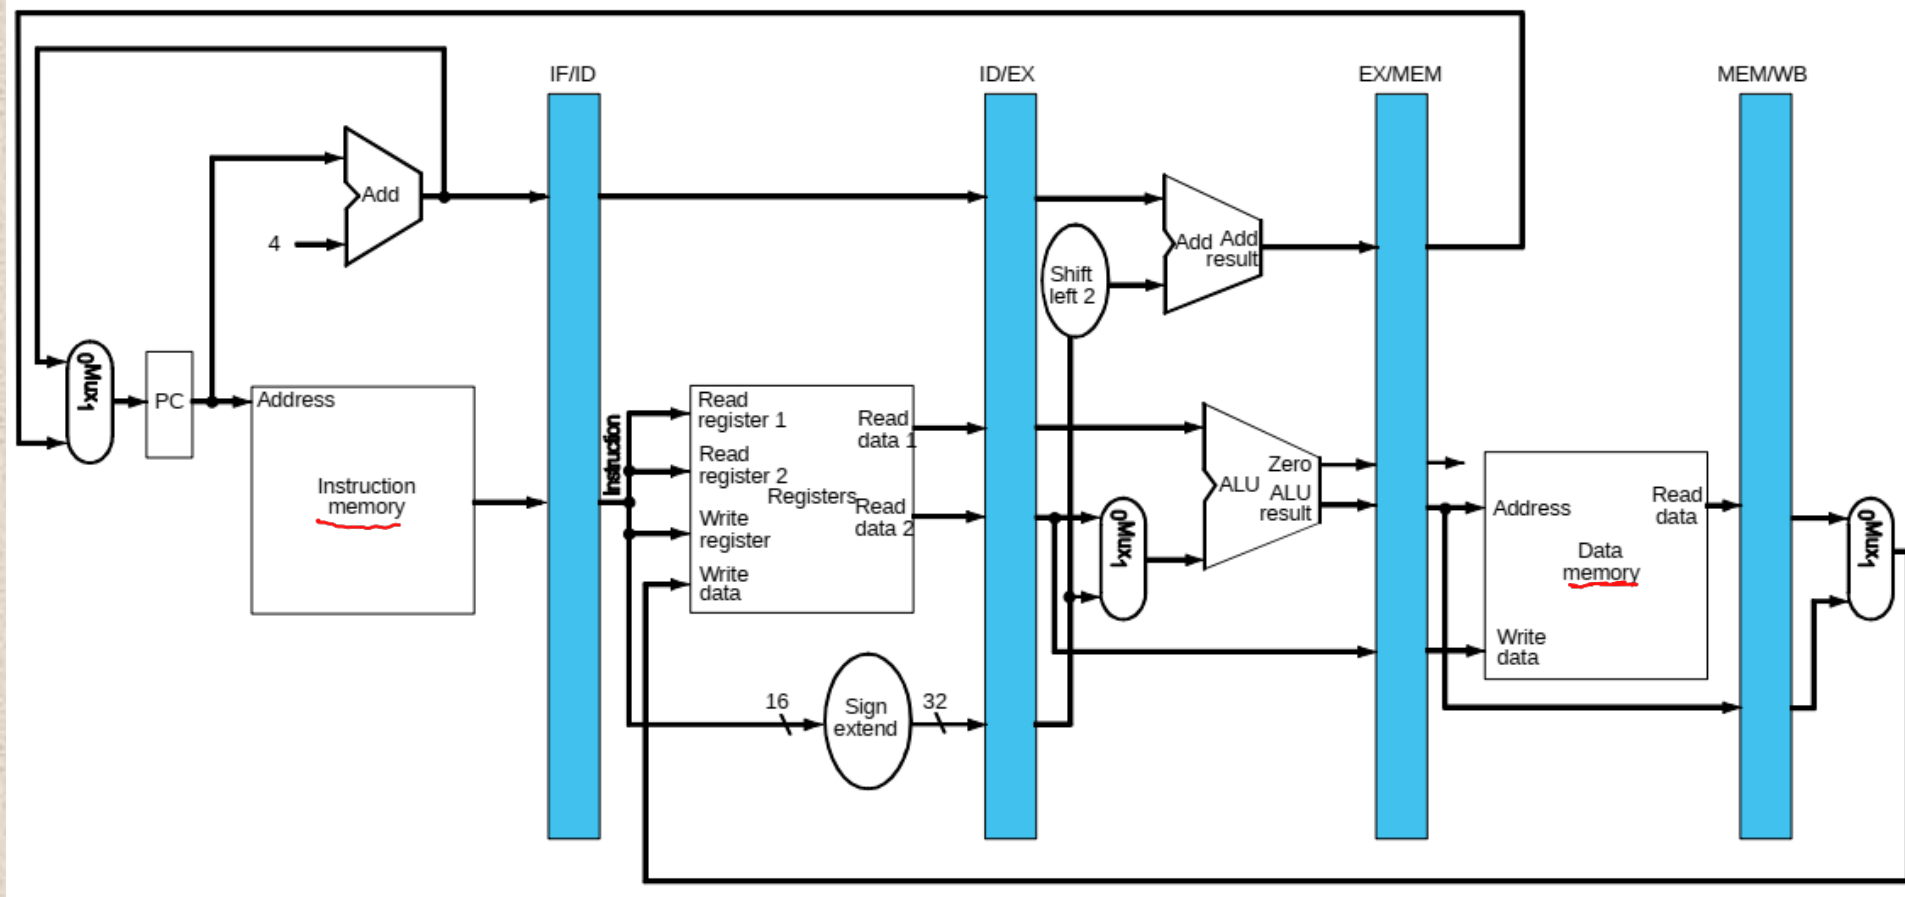 IF/ID
ID/EX
EX/MEM
MEM/WB
Add
4
Add
Add
result
Shift
left 2
0
Mux
1
PC
Address
Instruction
memory
Instruction
Read
register 1
Read
register 2
Write
register
Write
data
Registers
Read
data 1
Read
data 2
16
Sign
extend
32
0
Mux
1
ALU
Zero
ALU
result
Address
Read
data
Data
memory
Write
data
0
Mux
1